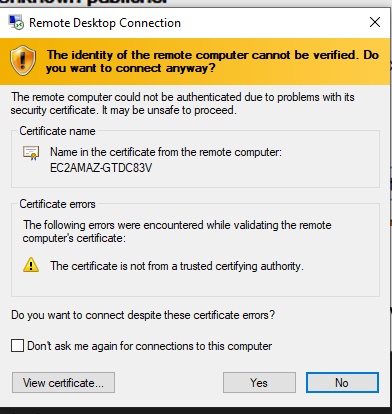 unknown publisher
Remote Desktop Connection
The identity of the remote computer cannot be verified. Do
you want to connect anyway?
The remote computer could not be authenticated due to problems with its
security certificate. It may be unsafe to proceed.
Certificate name
Name in the certificate from the remote computer:
EC2AMAZ-GTDC83V
Certificate errors
The following errors were encountered while validating the remote
computer's certificate:
The certificate is not from a trusted certifying authority.
Do you want to connect despite these certificate errors?
Don't ask me again for connections to this computer
View certificate...
Yes
No